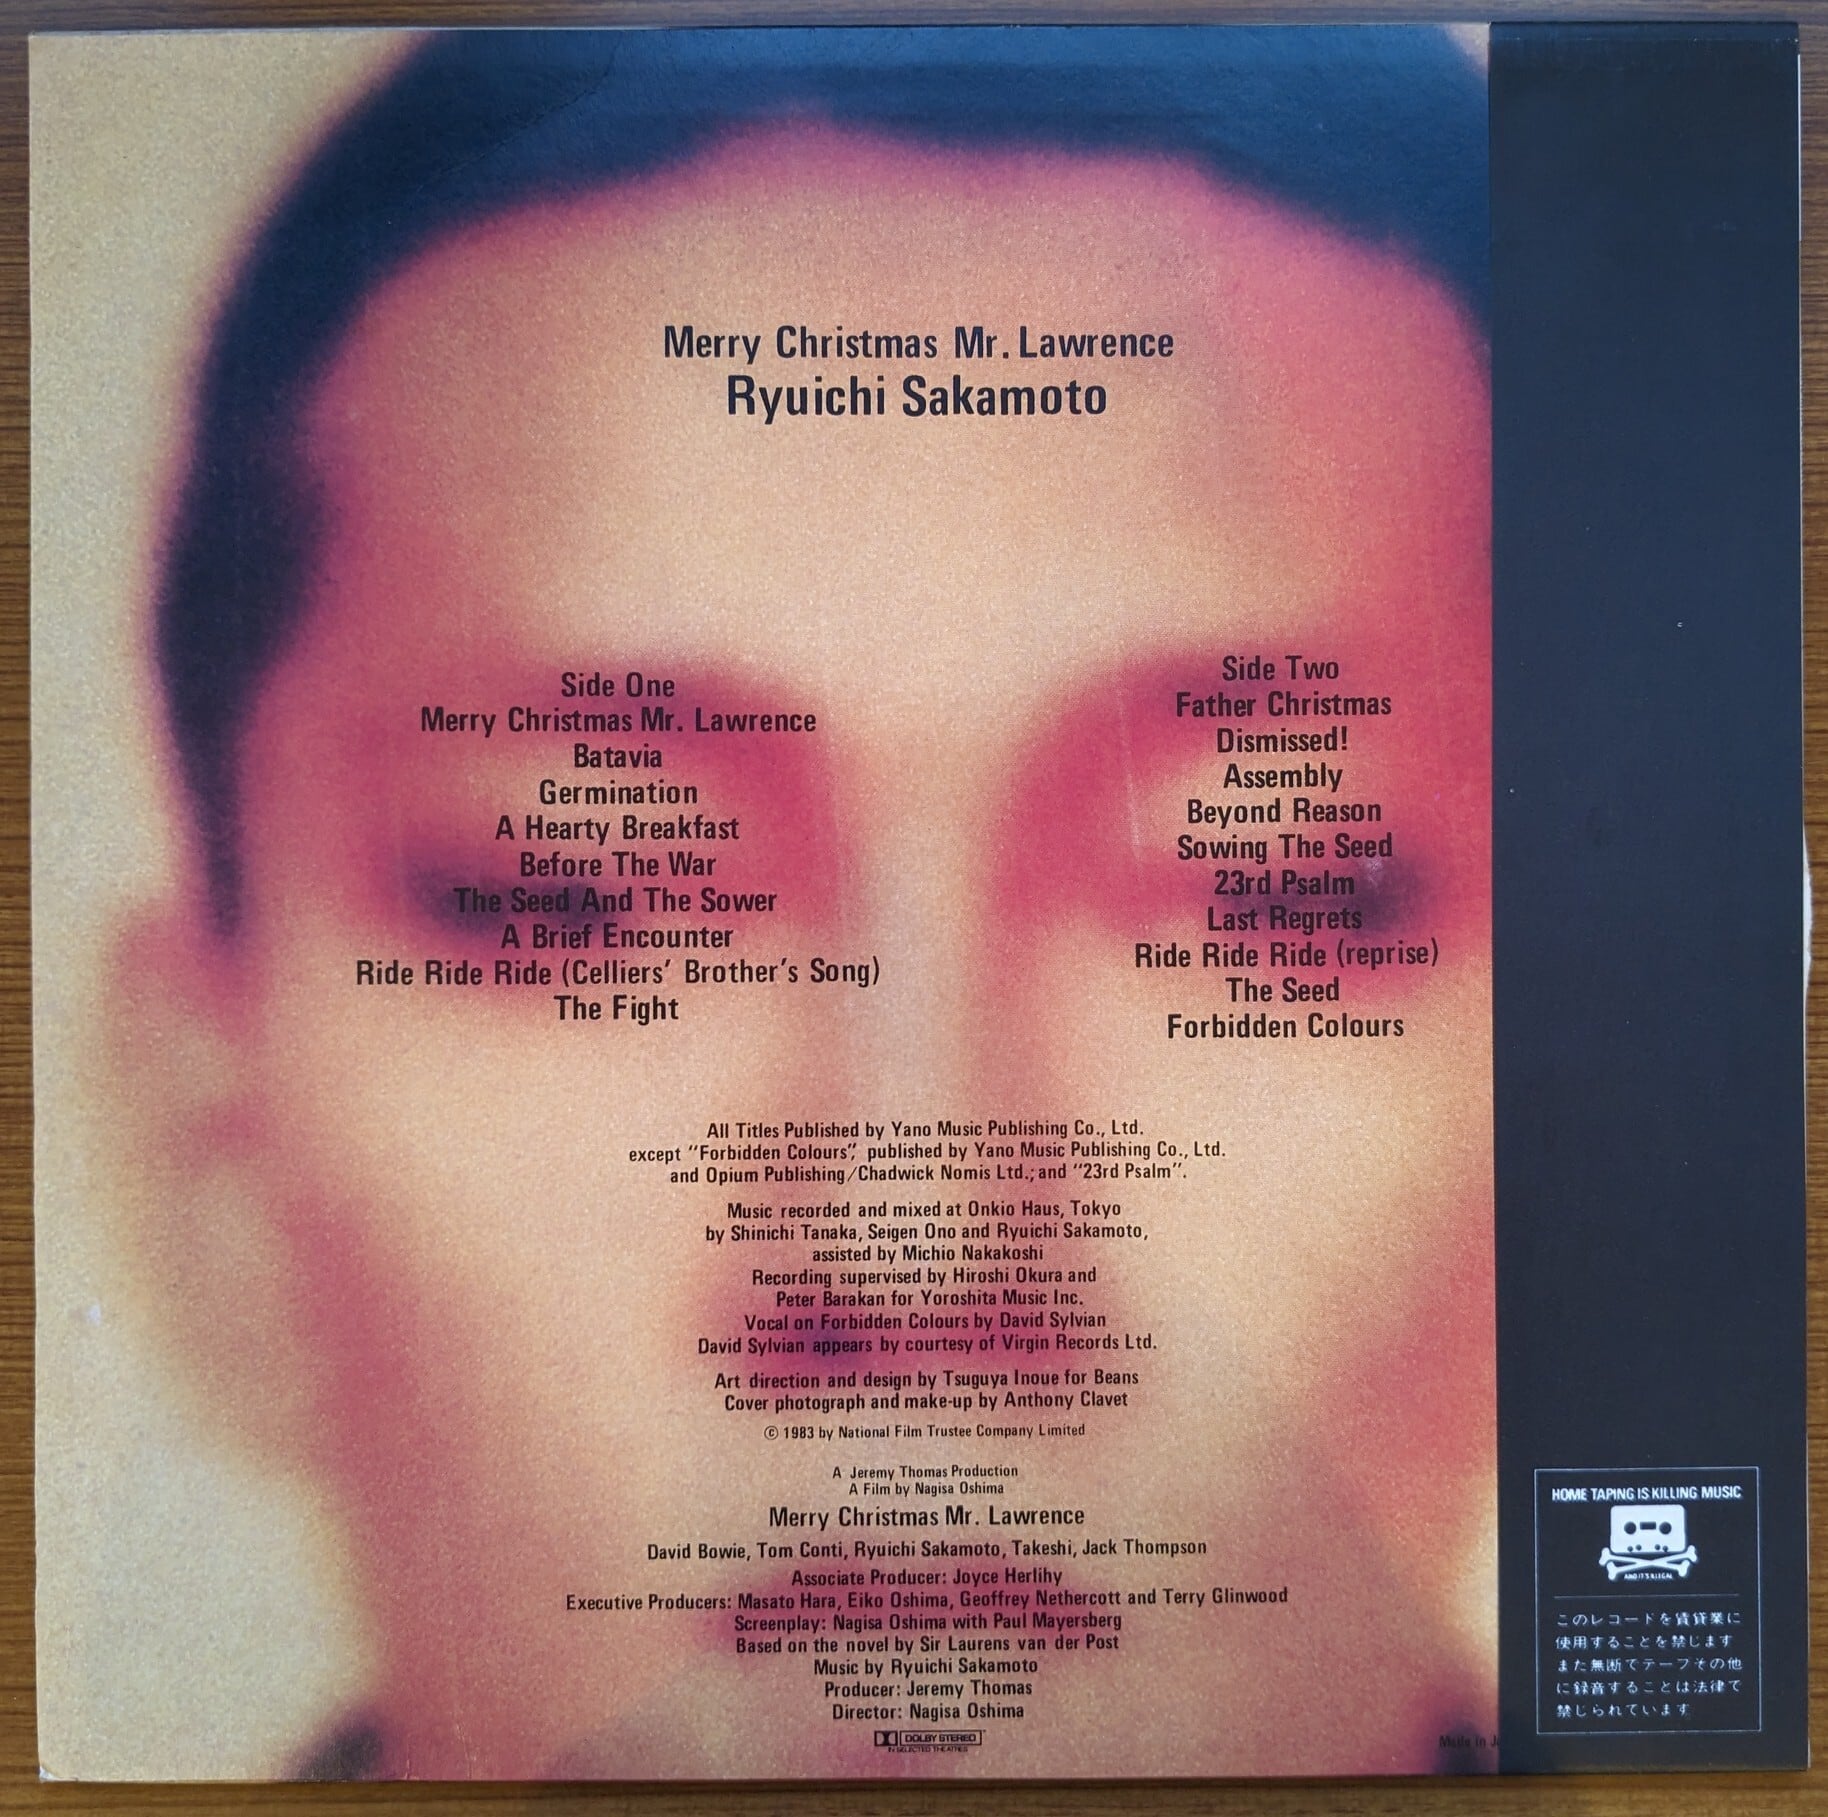 Merry Christmas Mr. Lawrence
Ryuichi Sakamoto
Side One
Merry Christmas Mr. Lawrence
Batavia
Germination
A Hearty Breakfast
Before The War
The Seed And The Sower
A Brief Encounter
Ride Ride Ride (Celliers' Brother's Song)
The Fight
Side Two
Father Christmas
Dismissed!
Assembly
Beyond Reason
Sowing The Seed
23rd Psalm
Last Regrets
Ride Ride Ride (reprise)
The Seed
Forbidden Colours
All Titles Published by Yano Music Publishing Co., Ltd.
except "Forbidden Colours", published by Yano Music Publishing Co., Ltd.
and Opium Publishing/Chadwick Nomis Ltd.; and "23rd Psalm".
Music recorded and mixed at Onkio Haus, Tokyo
by Shinichi Tanaka, Seigen Ono and Ryuichi Sakamoto,
assisted by Michio Nakakoshi
Recording supervised by Hiroshi Okura and
Peter Barakan for Yoroshita Music Inc.
Vocal on Forbidden Colours by David Sylvian
David Sylvian appears by courtesy of Virgin Records Ltd.
Art direction and design by Tsuguya Inoue for Beans
Cover photograph and make-up by Anthony Clavet
© 1983 by National Film Trustee Company Limited
A Jeremy Thomas Production
A Film by Nagisa Oshima
Merry Christmas Mr. Lawrence
David Bowie, Tom Conti, Ryuichi Sakamoto, Takeshi, Jack Thompson
Associate Producer: Joyce Herlihy
Executive Producers: Masato Hara, Eiko Oshima, Geoffrey Nethercott and Terry Glinwood
Screenplay: Nagisa Oshima with Paul Mayersberg
Based on the novel by Sir Laurens van der Post
Music by Ryuichi Sakamoto
Producer: Jeremy Thomas
Director: Nagisa Oshima
DOLBY STEREO
IN SELECTED THEATRES
Made in J
HOME TAPING IS KILLING MUSIC
AND IT'S ILLEGAL
このレコードを賃貸業に
使用することを禁じます
また無断でテープその他
に録音することは法律で
禁じられています